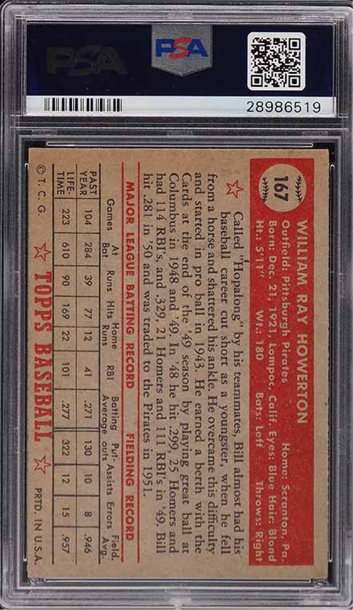 PSA
PSA
28986519
167
WILLIAM RAY HOWERTON
Outfield: Pittsburgh Pirates Home: Scranton, Pa.
Born: Dec. 21, 1921, Lompoc, Calif. Eyes: Blue Hair: Blond
Ht.: 5'11" Wt.: 180 Bats: Left Throws: Right
Called "Hopalong" by his teammates, Bill almost had his
baseball career cut short as a youngster, when he fell
from a horse and shattered his ankle. He overcame this difficulty
and started in pro ball in 1943. He earned a berth with the
Cards at the end of the '49 season by playing great ball at
Columbus in 1948 and '49. In '48 he hit .299, 25 Homers and
had 114 RBI's, and .329, 21 Homers and 111 RBI's in '49. Bill
hit .281 in '50 and was traded to the Pirates in 1951.
MAJOR LEAGUE BATTING RECORD FIELDING RECORD
Games At Bat Runs Hits Home Runs RBI Batting Average Put-outs Assists Errors Field. Avg.
PAST YEAR 104 284 39 77 12 41 .271 130 10 8 .946
LIFE-TIME 223 610 90 169 22 101 .277 322 12 15 .957
© T. C. G. TOPPS BASEBALL PRTD. IN U.S.A.